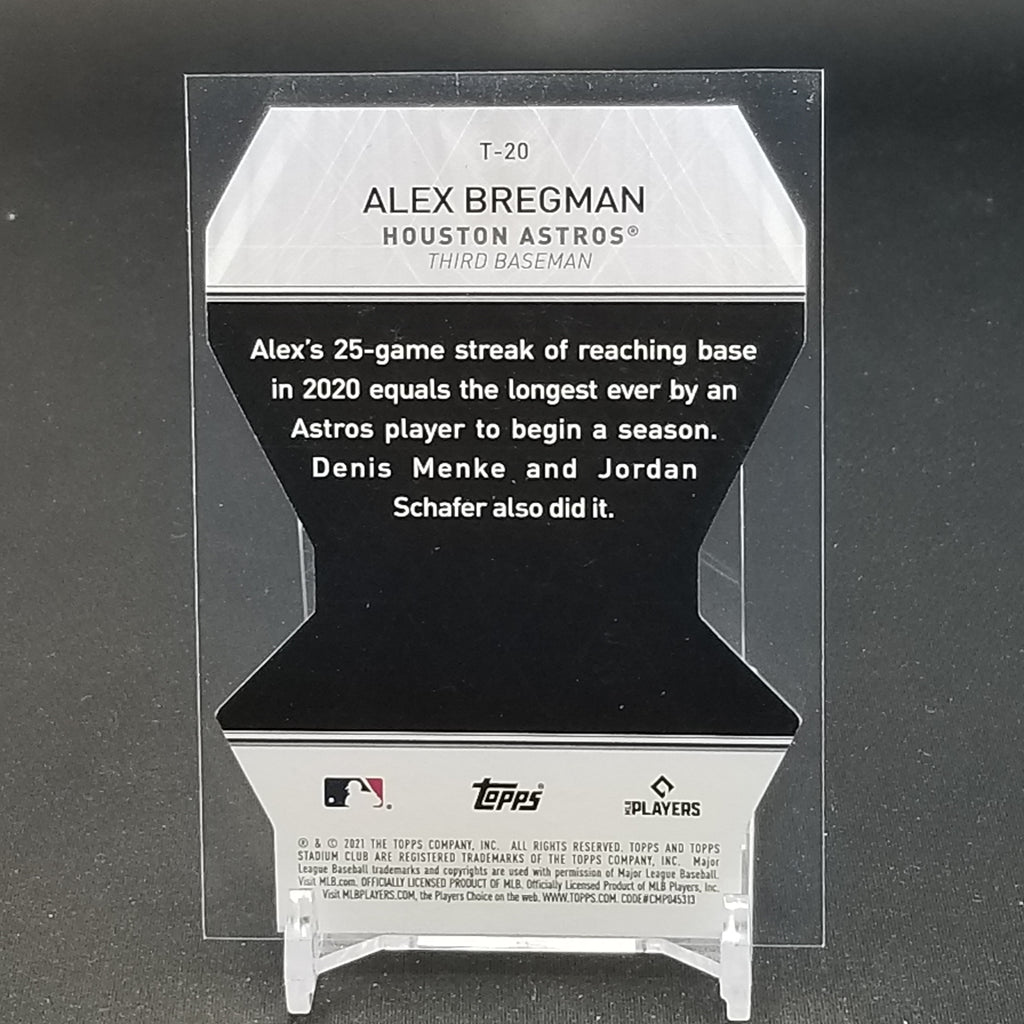 T-20
ALEX BREGMAN
HOUSTON ASTROS®
THIRD BASEMAN
Alex's 25-game streak of reaching base
in 2020 equals the longest ever by an
Astros player to begin a season.
Denis Menke and Jordan
Schafer also did it.
topps®
MLB PLAYERS
® & © 2021 THE TOPPS COMPANY, INC. ALL RIGHTS RESERVED. TOPPS AND TOPPS
STADIUM CLUB ARE REGISTERED TRADEMARKS OF THE TOPPS COMPANY, INC. Major
League Baseball trademarks and copyrights are used with permission of Major League Baseball.
Visit MLB.com. OFFICIALLY LICENSED PRODUCT OF MLB. Officially Licensed Product of MLB Players, Inc.
Visit MLBPLAYERS.COM, the Players Choice on the web. WWW.TOPPS.COM. CODE#CMP045313